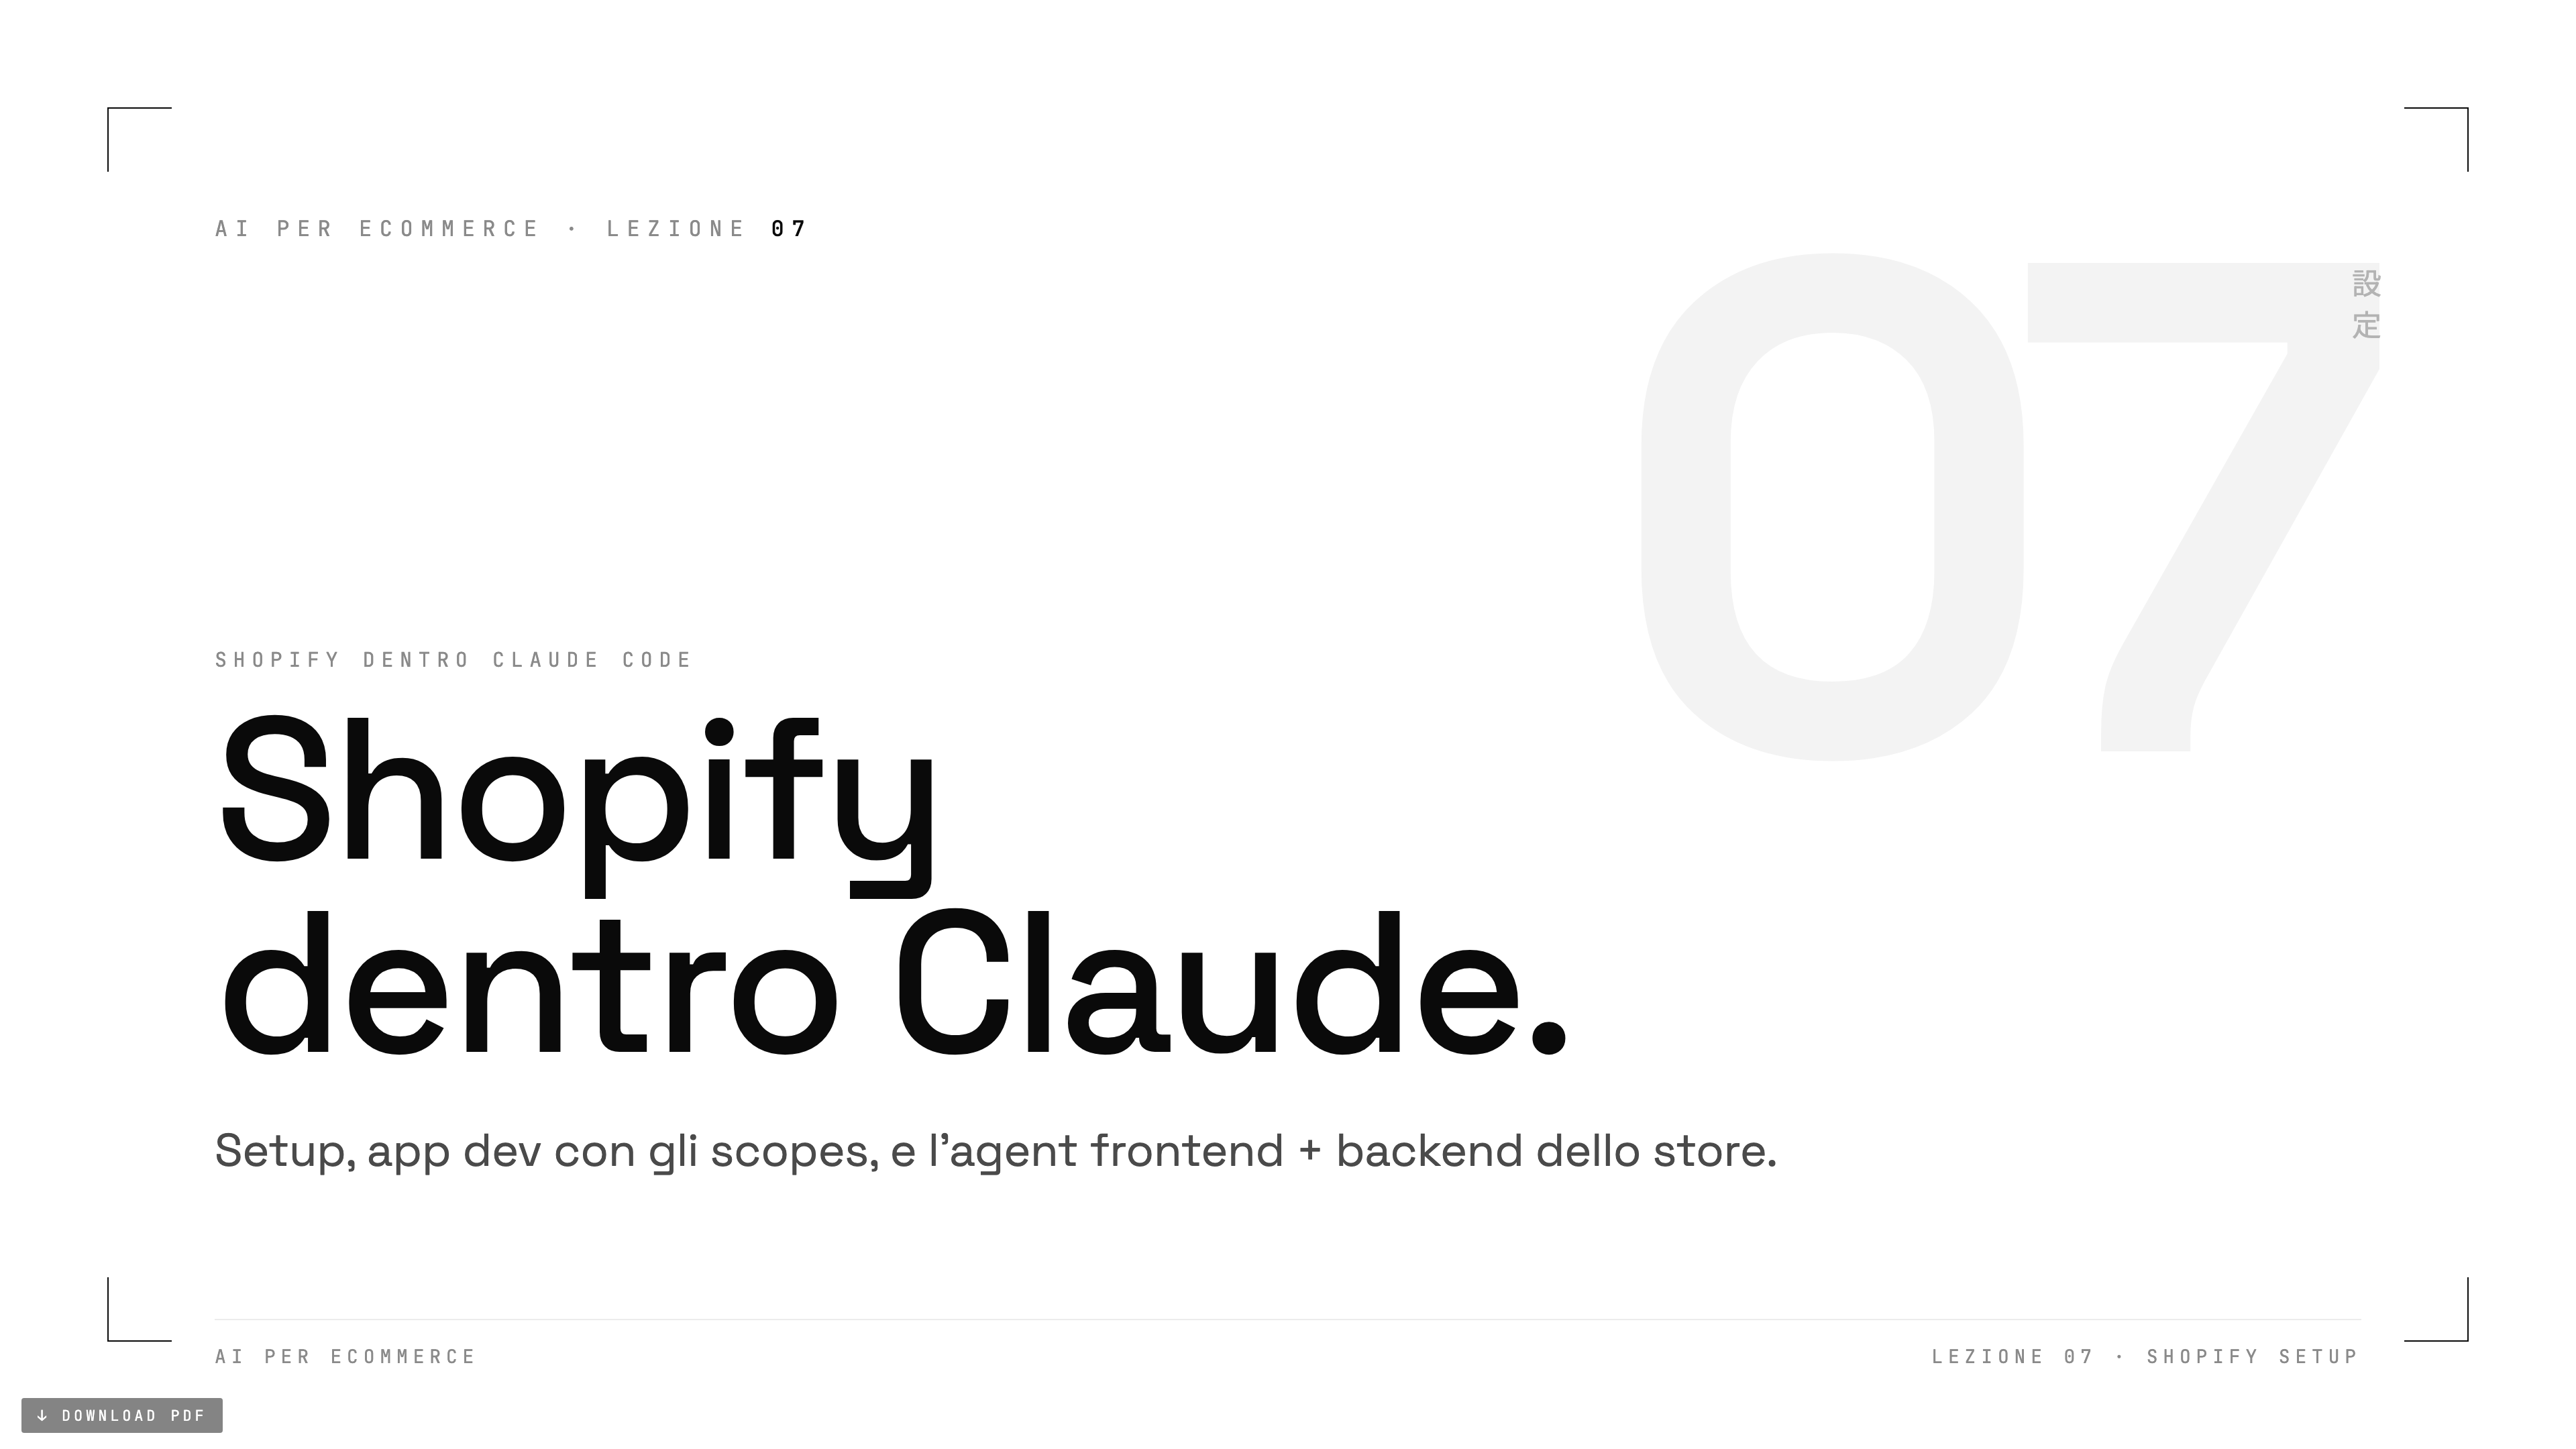 AI PER ECOMMERCE · LEZIONE 07
07
設定
SHOPIFY DENTRO CLAUDE CODE
Shopify
dentro Claude.
Setup, app dev con gli scopes, e l’agent frontend + backend dello store.
AI PER ECOMMERCE
LEZIONE 07 · SHOPIFY SETUP
↓ DOWNLOAD PDF